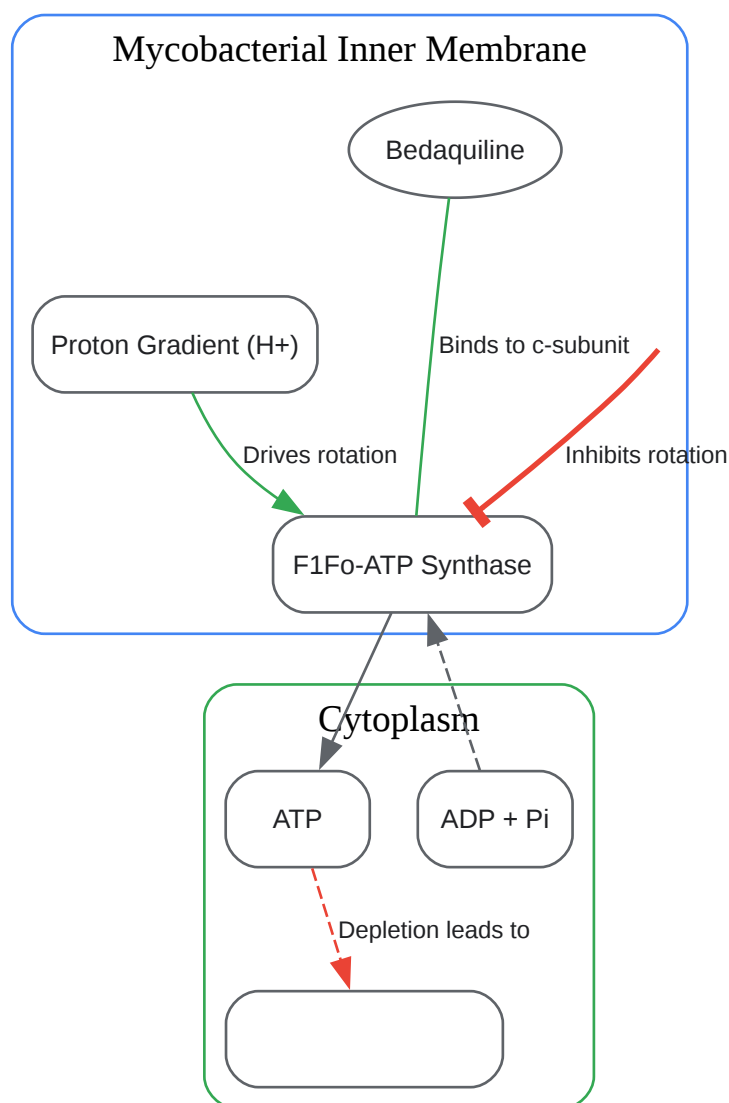 Mycobacterial Inner Membrane
Bedaquiline
Proton Gradient (H+)
Binds to c-subunit
Drives rotation
Inhibits rotation
F1Fo-ATP Synthase
Cytoplasm
ATP
ADP + Pi
Depletion leads to